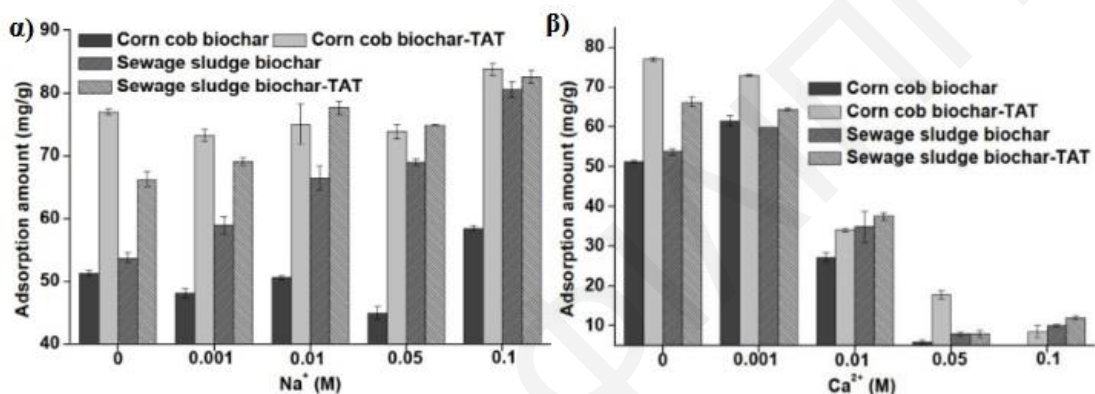 α)
90
80
70
60
50
40
Adsorption amount (mg/g)
Corn cob biochar
Corn cob biochar-TAT
Sewage sludge biochar
Sewage sludge biochar-TAT
0 0.001 0.01 0.05 0.1
Na⁺ (M)
β)
80
70
60
50
40
30
20
10
Adsorption amount (mg/g)
Corn cob biochar
Corn cob biochar-TAT
Sewage sludge biochar
Sewage sludge biochar-TAT
0 0.001 0.01 0.05 0.1
Ca²⁺ (M)